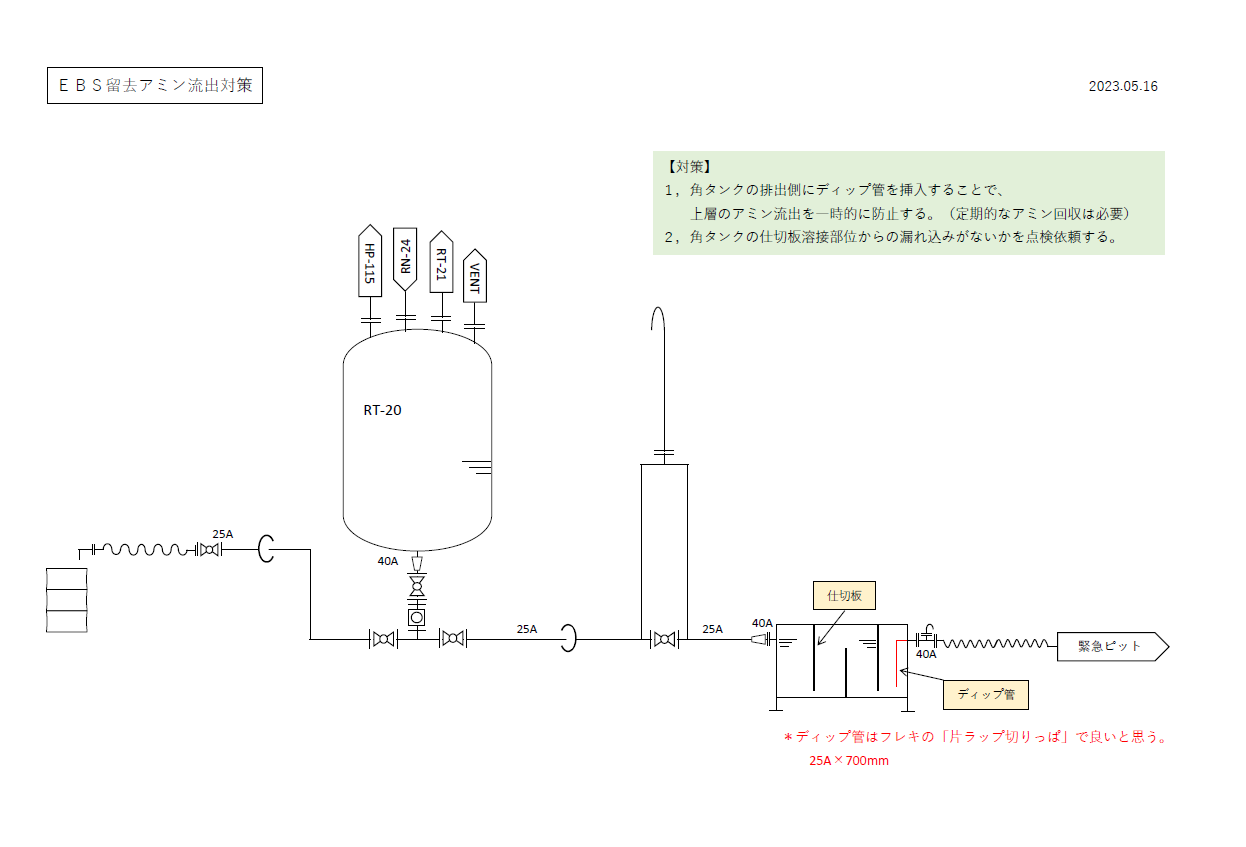 ＥＢＳ留去アミン流出対策
2023.05.16
【対策】
１，角タンクの排出側にディップ管を挿入することで、
上層のアミン流出を一時的に防止する。（定期的なアミン回収は必要）
２，角タンクの仕切板溶接部位からの漏れ込みがないかを点検依頼する。
HP-115
RN-24
RT-21
VENT
RT-20
25A
40A
25A
25A
40A
仕切板
40A
緊急ピット
ディップ管
＊ディップ管はフレキの「片ラップ切りっぱ」で良いと思う。
25A×700mm